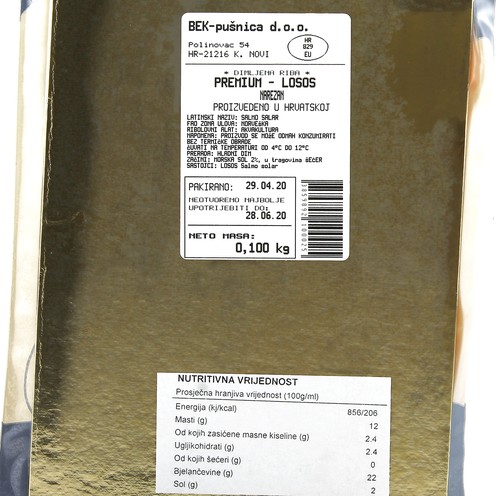 BEK-pušnica d.o.o.
Polinovac 54
HR-21216 K. NOVI
HR
829
EU
* DIMLJENA RIBA *
PREMIUM - LOSOS
NAREZAN
PROIZVEDENO U HRVATSKOJ
LATINSKI NAZIV: SALMO SALAR
FAO ZONA ULOVA: NORVEŠKA
RIBOLOVNI ALAT: AKVAKULTURA
NAPOMENA: PROIZVOD SE MOŽE ODMAH KONZUMIRATI
BEZ TERMIČKE OBRADE
ČUVATI NA TEMPERATURI OD 4°C DO 12°C
PRERADA: HLADNI DIM
ZAČINI: MORSKA SOL 2%, u tragovima šEćER
SASTOJCI: LOSOS Salmo salar
PAKIRANO: 29.04.20
NEOTVORENO NAJBOLJE
UPOTRIJEBITI DO:
28.06.20
NETO MASA:
0,100 kg
NUTRITIVNA VRIJEDNOST
Prosječna hranjiva vrijednost (100g/ml)
Energija (kj/kcal) 856/206
Masti (g) 12
Od kojih zasićene masne kiseline (g) 2.4
Ugljikohidrati (g) 2.4
Od kojih šećeri (g) 0
Bjelančevine (g) 22
Sol (g) 2